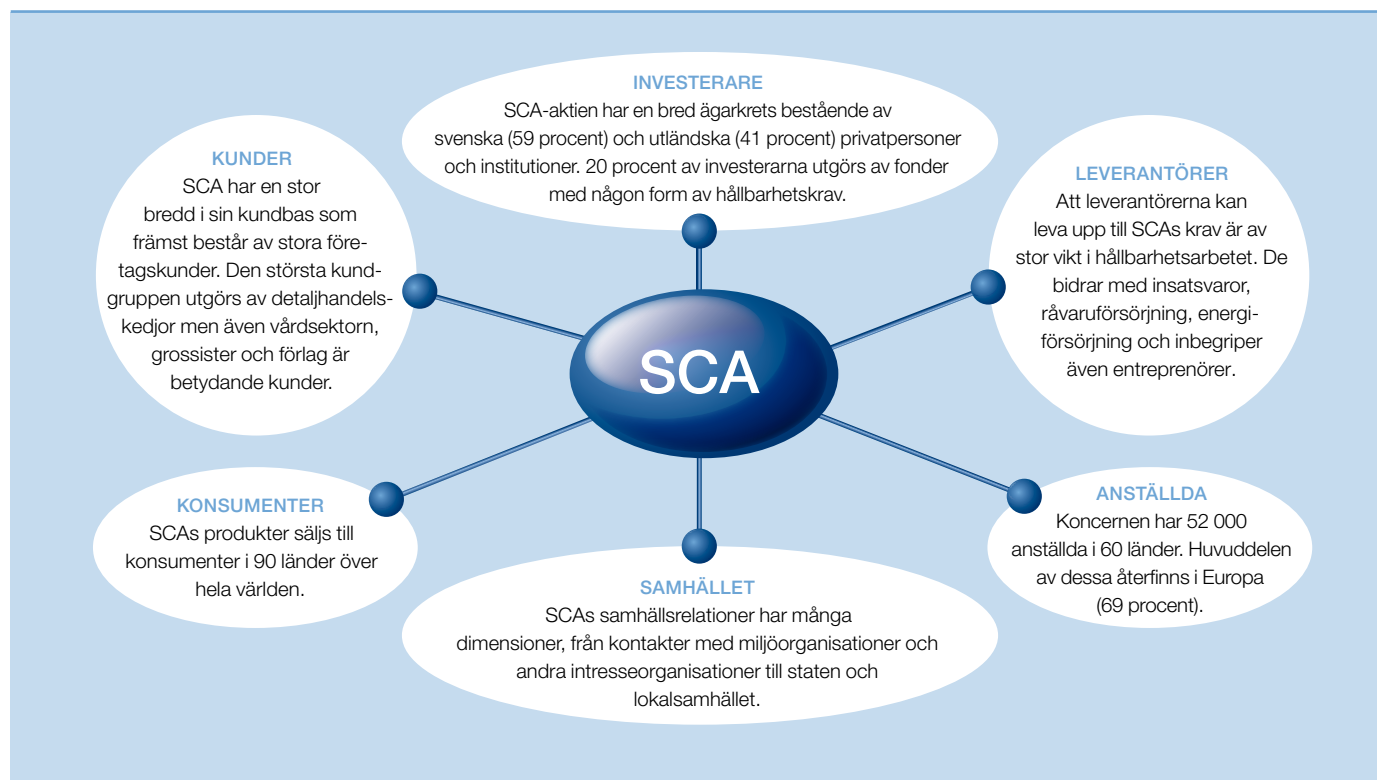 INVESTERARE
SCA-aktien har en bred ägarkrets bestående av
svenska (59 procent) och utländska (41 procent) privatpersoner
och institutioner. 20 procent av investerarna utgörs av fonder
med någon form av hållbarhetskrav.
KUNDER
SCA har en stor
bredd i sin kundbas som
främst består av stora före-
tagskunder. Den största kund-
gruppen utgörs av detaljhandels-
kedjor men även vårdsektorn,
grossister och förlag är
betydande kunder.
LEVERANTÖRER
Att leverantörerna kan
leva upp till SCAs krav är av
stor vikt i hållbarhetsarbetet. De
bidrar med insatsvaror,
råvaruförsörjning, energi-
försörjning och inbegriper
även entreprenörer.
SCA
KONSUMENTER
SCAs produkter säljs till
konsumenter i 90 länder över
hela världen.
SAMHÄLLET
SCAs samhällsrelationer har många
dimensioner, från kontakter med miljöorganisationer och
andra intresseorganisationer till staten och
lokalsamhället.
ANSTÄLLDA
Koncernen har 52 000
anställda i 60 länder. Huvuddelen
av dessa återfinns i Europa
(69 procent).